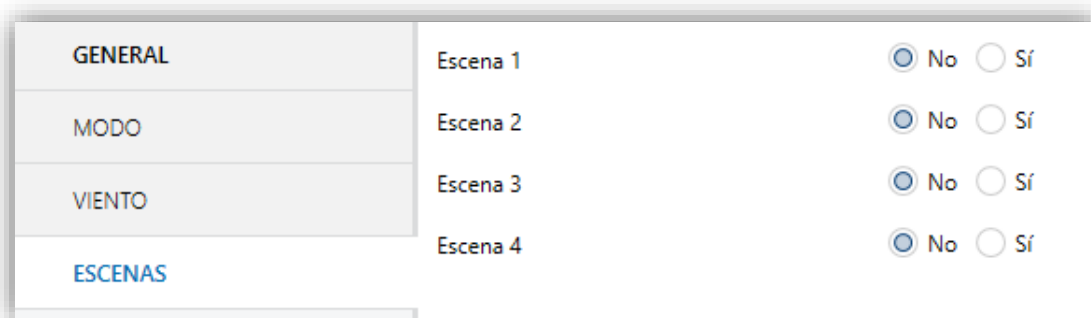 GENERAL
MODO
VIENTO
ESCENAS
Escena 1 No Sí
Escena 2 No Sí
Escena 3 No Sí
Escena 4 No Sí